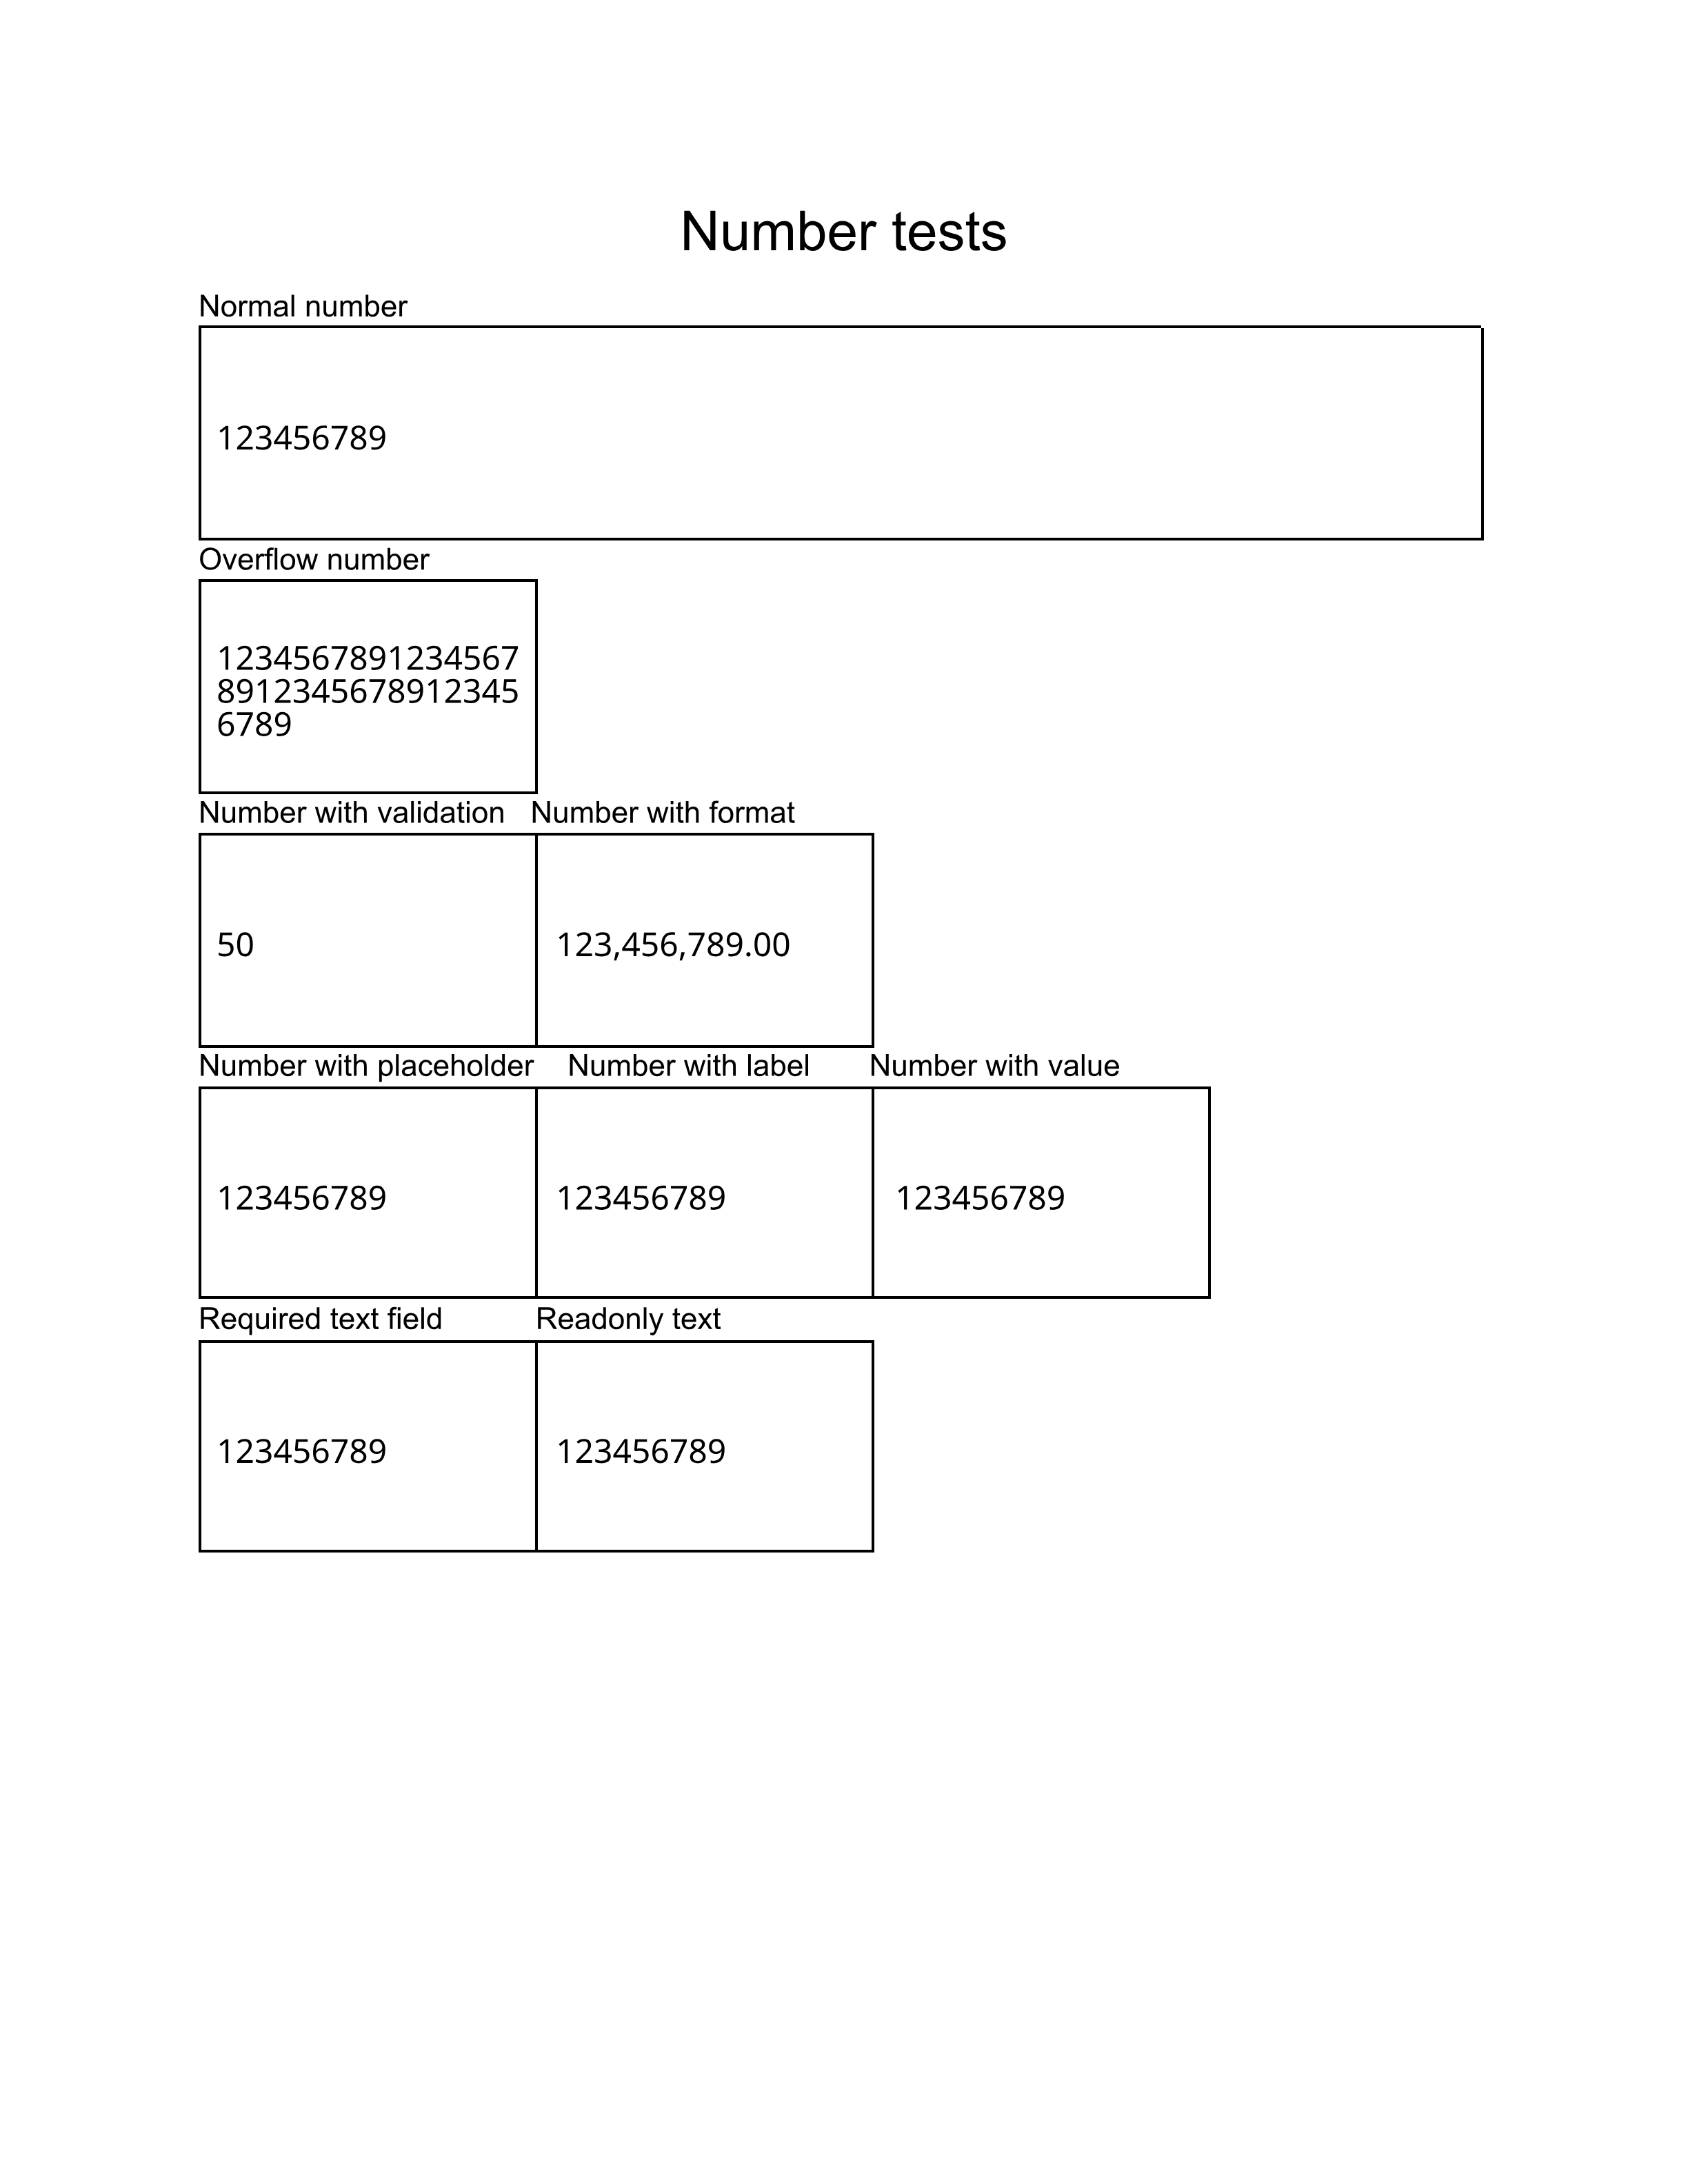 Number tests
Normal number
123456789
Overflow number
1234567891234567
8912345678912345
6789
Number with validation Number with format
50 123,456,789.00
Number with placeholder Number with label Number with value
123456789 123456789 123456789
Required text field Readonly text
123456789 123456789